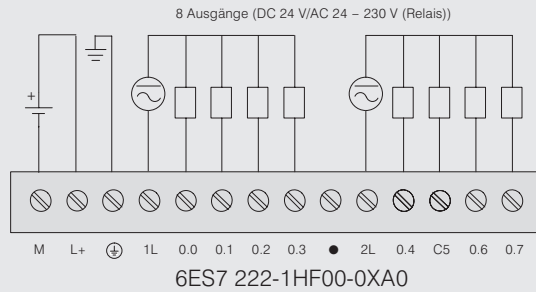 8 Ausgänge (DC 24 V/AC 24 – 230 V (Relais))
+
M L+ 1L 0.0 0.1 0.2 0.3 ● 2L 0.4 C5 0.6 0.7
6ES7 222-1HF00-0XA0